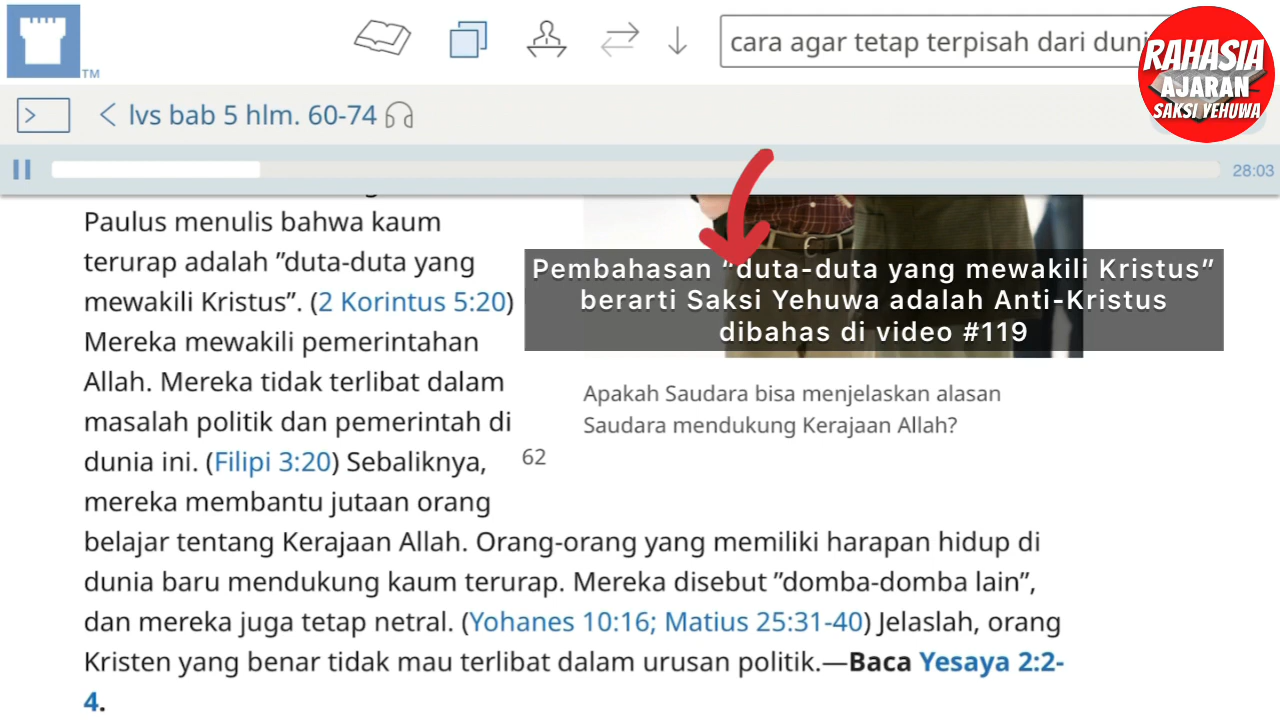 TM
cara agar tetap terpisah dari duni
RAHASIA
AJARAN
SAKSI YEHUWA
lvs bab 5 hlm. 60-74
28:03
Paulus menulis bahwa kaum
terurap adalah ”duta-duta yang
mewakili Kristus”. (2 Korintus 5:20)
Mereka mewakili pemerintahan
Allah. Mereka tidak terlibat dalam
masalah politik dan pemerintah di
dunia ini. (Filipi 3:20) Sebaliknya,
mereka membantu jutaan orang
Pembahasan “duta-duta yang mewakili Kristus”
berarti Saksi Yehuwa adalah Anti-Kristus
dibahas di video #119
Apakah Saudara bisa menjelaskan alasan
Saudara mendukung Kerajaan Allah?
62
belajar tentang Kerajaan Allah. Orang-orang yang memiliki harapan hidup di
dunia baru mendukung kaum terurap. Mereka disebut ”domba-domba lain”,
dan mereka juga tetap netral. (Yohanes 10:16; Matius 25:31-40) Jelaslah, orang
Kristen yang benar tidak mau terlibat dalam urusan politik.—Baca Yesaya 2:2-
4.